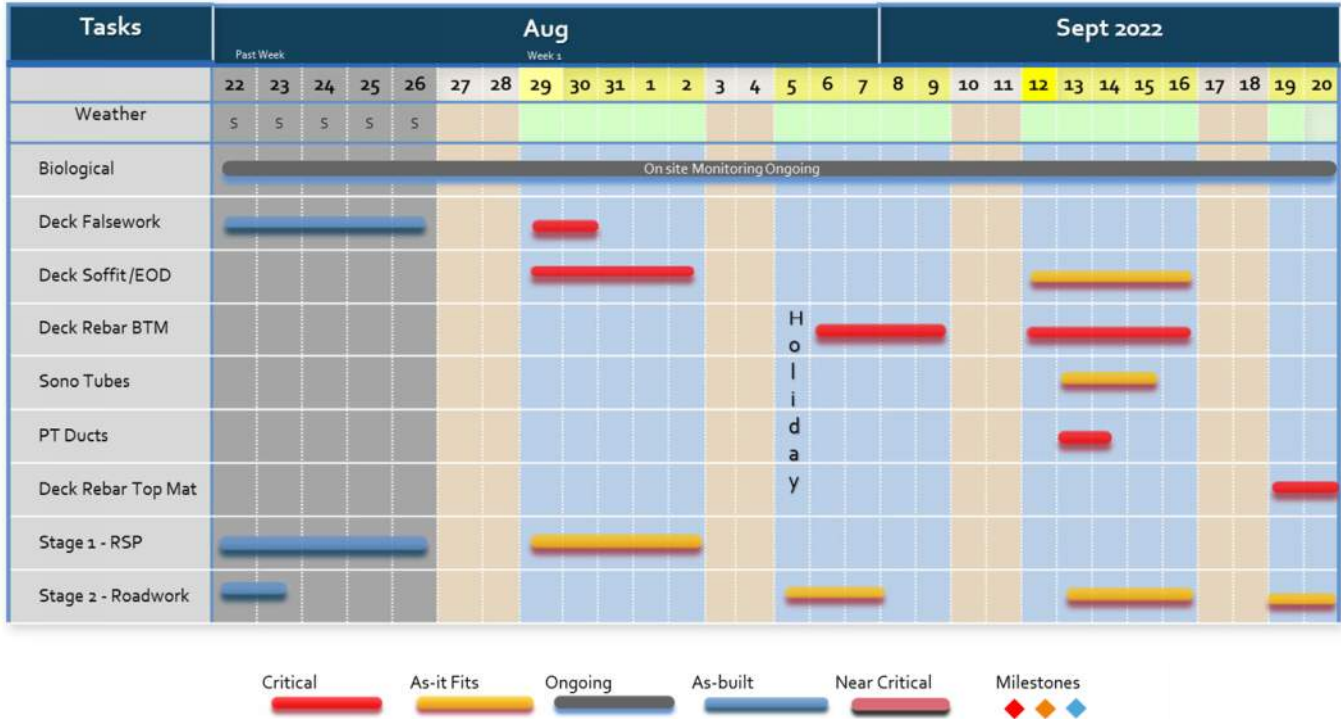 Tasks Aug Sept 2022
Past Week Week 1
22 23 24 25 26 27 28 29 30 31 1 2 3 4 5 6 7 8 9 10 11 12 13 14 15 16 17 18 19 20
Weather S S S S S
Biological On site Monitoring Ongoing
Deck Falsework
Deck Soffit/EOD
Deck Rebar BTM
Holiday
Sono Tubes
PT Ducts
Deck Rebar Top Mat
Stage 1 - RSP
Stage 2 - Roadwork
Critical As-it Fits Ongoing As-built Near Critical Milestones